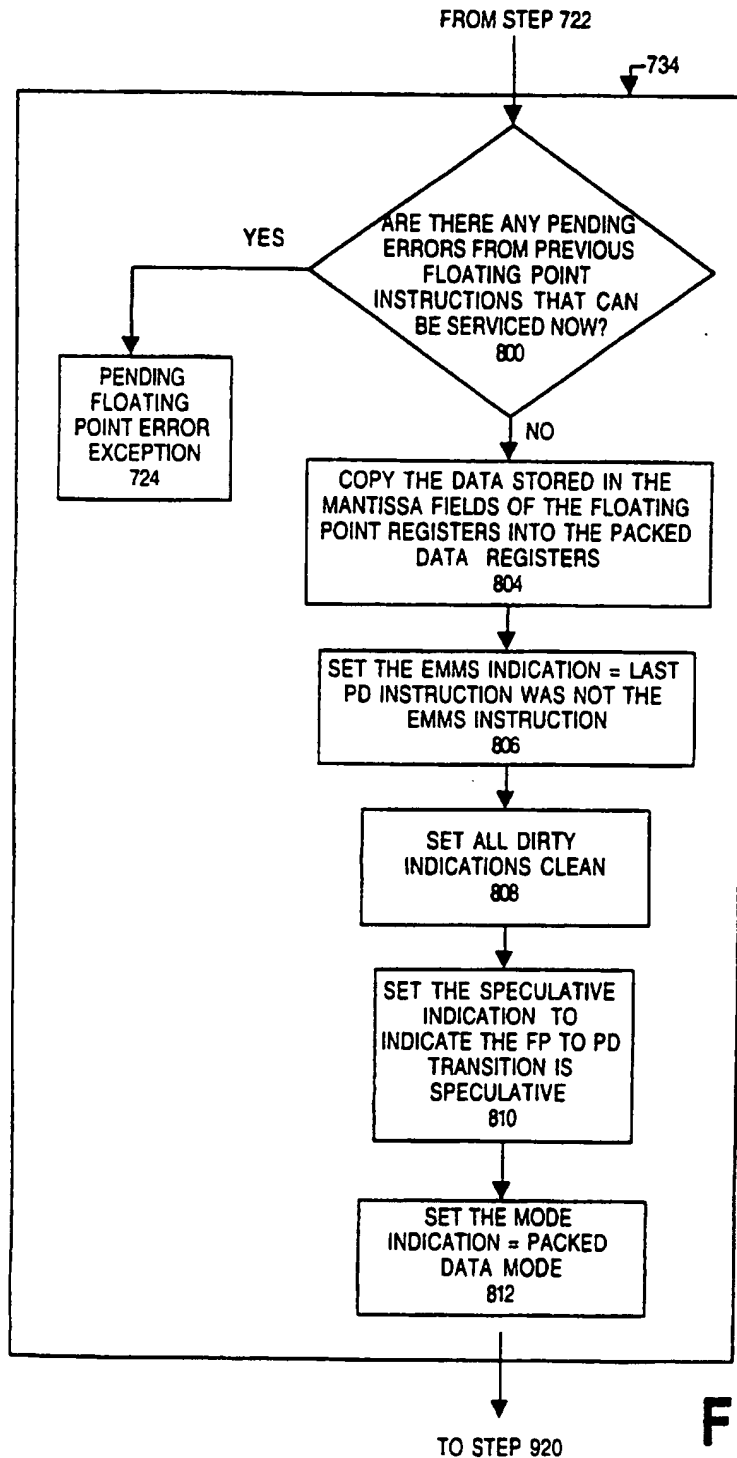 FROM STEP 722
734
ARE THERE ANY PENDING
ERRORS FROM PREVIOUS
FLOATING POINT
INSTRUCTIONS THAT CAN
BE SERVICED NOW?
800
YES
PENDING
FLOATING
POINT ERROR
EXCEPTION
724
NO
COPY THE DATA STORED IN THE
MANTISSA FIELDS OF THE FLOATING
POINT REGISTERS INTO THE PACKED
DATA REGISTERS
804
SET THE EMMS INDICATION = LAST
PD INSTRUCTION WAS NOT THE
EMMS INSTRUCTION
806
SET ALL DIRTY
INDICATIONS CLEAN
808
SET THE SPECULATIVE
INDICATION TO
INDICATE THE FP TO PD
TRANSITION IS
SPECULATIVE
810
SET THE MODE
INDICATION = PACKED
DATA MODE
812
TO STEP 920
F